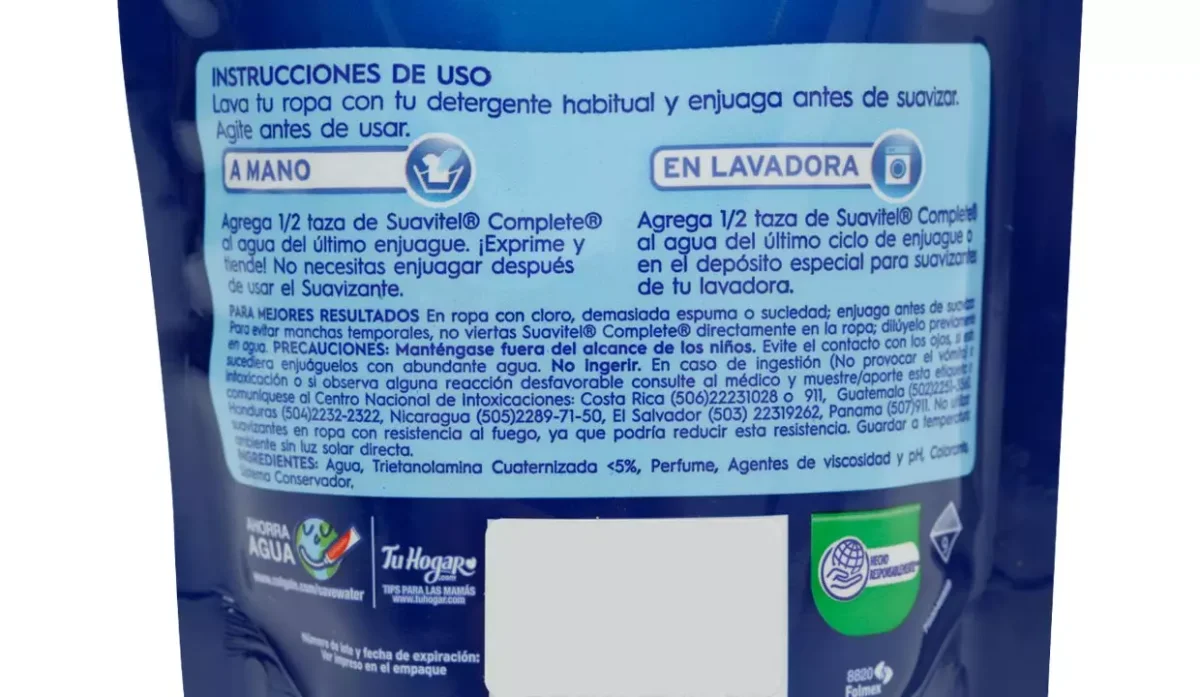 INSTRUCCIONES DE USO
Lava tu ropa con tu detergente habitual y enjuaga antes de suavizar.
Agite antes de usar.
A MANO
Agrega 1/2 taza de Suavitel® Complete®
al agua del último enjuague. ¡Exprime y
tiende! No necesitas enjuagar después
de usar el Suavizante.
EN LAVADORA
Agrega 1/2 taza de Suavitel® Complete®
al agua del último ciclo de enjuague o
en el depósito especial para suavizantes
de tu lavadora.
PARA MEJORES RESULTADOS En ropa con cloro, demasiada espuma o suciedad; enjuaga antes de
Para evitar manchas temporales, no viertas Suavitel® Complete® directamente en la ropa; dilúyelo previamente
en agua. PRECAUCIONES: Manténgase fuera del alcance de los niños. Evite el contacto con los ojos, si
sucediera enjuáguelos con abundante agua. No ingerir. En caso de ingestión (No provocar el vómito)
intoxicación o si observa alguna reacción desfavorable consulte al médico y muestre/aporte esta etiqueta
comuníquese al Centro Nacional de Intoxicaciones: Costa Rica (506)22231028 o 911, Guatemala
Honduras (504)2232-2322, Nicaragua (505)2289-71-50, El Salvador (503) 22319262, Panama (507)911. No
suavizantes en ropa con resistencia al fuego, ya que podría reducir esta resistencia. Guardar a temperatura
ambiente sin luz solar directa.
INGREDIENTES: Agua, Trietanolamina Cuaternizada <5%, Perfume, Agentes de viscosidad y pH, Colorante,
Sistema Conservador.
AHORRA
AGUA
www.colgate.com/savewater
Tu Hogar
.com
TIPS PARA LAS MAMÁS
www.tuhogar.com
HECHO
RESPONSABLEMENTE
9
Número de lote y fecha de expiración:
Ver impreso en el empaque
8820
Folmex